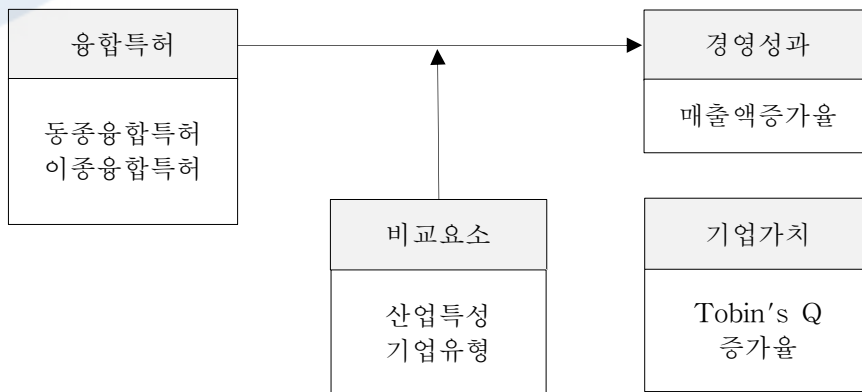 융합특허
동종융합특허
이종융합특허
경영성과
매출액증가율
비교요소
산업특성
기업유형
기업가치
Tobin's Q
증가율